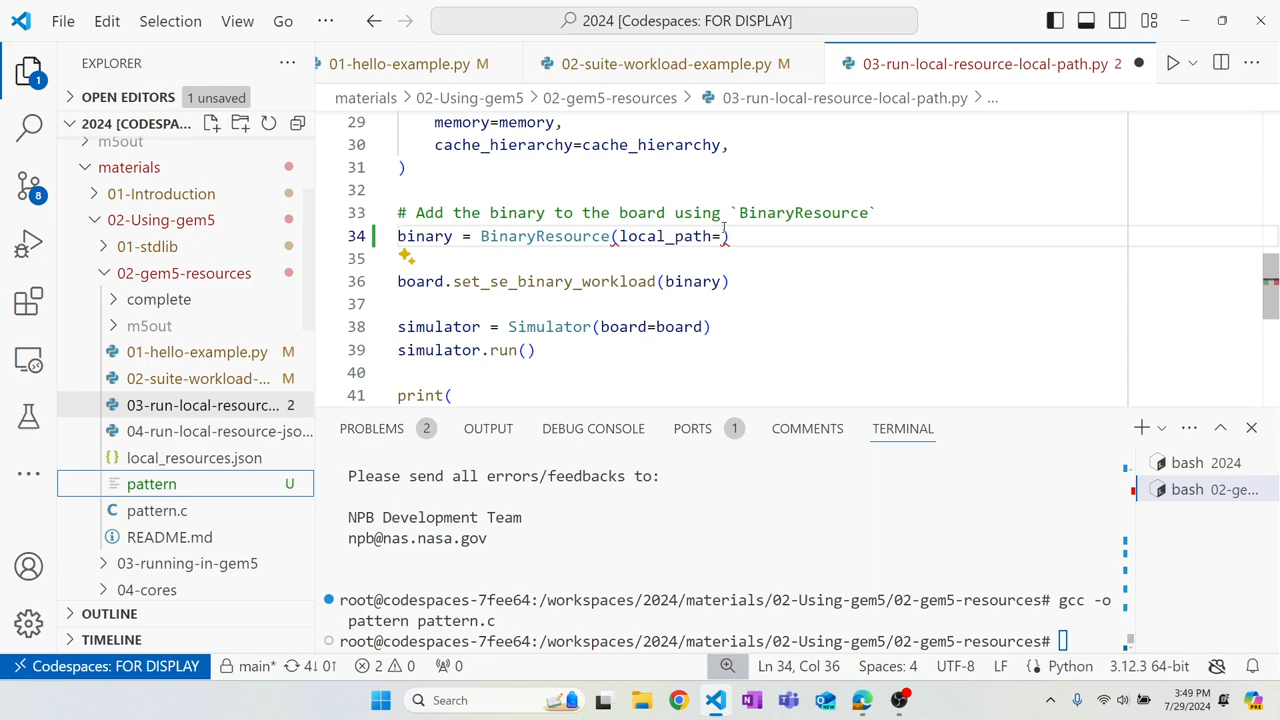 File Edit Selection View Go ··· 2024 [Codespaces: FOR DISPLAY]
EXPLORER
OPEN EDITORS 1 unsaved
2024 [CODESPA...
m5out
materials
01-Introduction
02-Using-gem5
01-stdlib
02-gem5-resources
complete
m5out
01-hello-example.py M
02-suite-workload-... M
03-run-local-resourc... 2
04-run-local-resource-jso...
local_resources.json
pattern U
pattern.c
README.md
03-running-in-gem5
04-cores
OUTLINE
TIMELINE
1
8
01-hello-example.py M 02-suite-workload-example.py M 03-run-local-resource-local-path.py 2
materials > 02-Using-gem5 > 02-gem5-resources > 03-run-local-resource-local-path.py > ...
29 memory=memory,
30 cache_hierarchy=cache_hierarchy,
31 )
32
33 # Add the binary to the board using `BinaryResource`
34 binary = BinaryResource(local_path=)
35
36 board.set_se_binary_workload(binary)
37
38 simulator = Simulator(board=board)
39 simulator.run()
40
41 print(
PROBLEMS 2 OUTPUT DEBUG CONSOLE PORTS 1 COMMENTS TERMINAL
Please send all errors/feedbacks to:
NPB Development Team
npb@nas.nasa.gov
root@codespaces-7fee64:/workspaces/2024/materials/02-Using-gem5/02-gem5-resources# gcc -o
pattern pattern.c
root@codespaces-7fee64:/workspaces/2024/materials/02-Using-gem5/02-gem5-resources#
bash 2024
bash 02-ge...
Codespaces: FOR DISPLAY main* 4↓ 0↑ 2 0 0 Ln 34, Col 36 Spaces: 4 UTF-8 LF Python 3.12.3 64-bit
Search
3:49 PM
7/29/2024
PRE